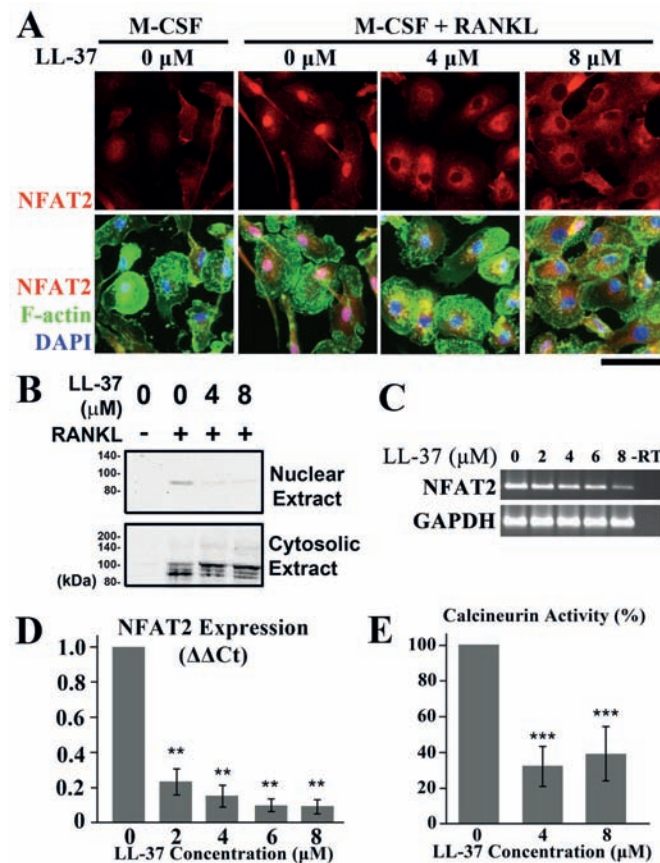 A
M-CSF
M-CSF + RANKL
LL-37
0 µM
0 µM
4 µM
8 µM
NFAT2
NFAT2
F-actin
DAPI
B
LL-37
(µM)
0 0 4 8
RANKL - + + +
140-
100-
80-
Nuclear
Extract
200-
140-
100-
80-
(kDa)
Cytosolic
Extract
C
LL-37 (µM) 0 2 4 6 8 -RT
NFAT2
GAPDH
D
NFAT2 Expression
(ΔΔCt)
1.0
0.8
0.6
0.4
0.2
0
** ** ** **
0 2 4 6 8
LL-37 Concentration (µM)
E
Calcineurin Activity (%)
100
80
60
40
20
0
*** ***
0 4 8
LL-37 Concentration (µM)